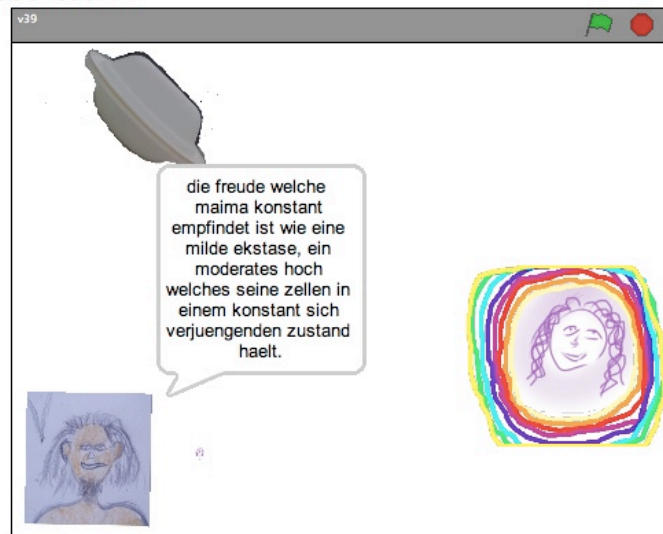 v39
die freude welche
maima konstant
empfindet ist wie eine
milde ekstase, ein
moderates hoch
welches seine zellen in
einem konstant sich
verjuengenden zustand
haelt.